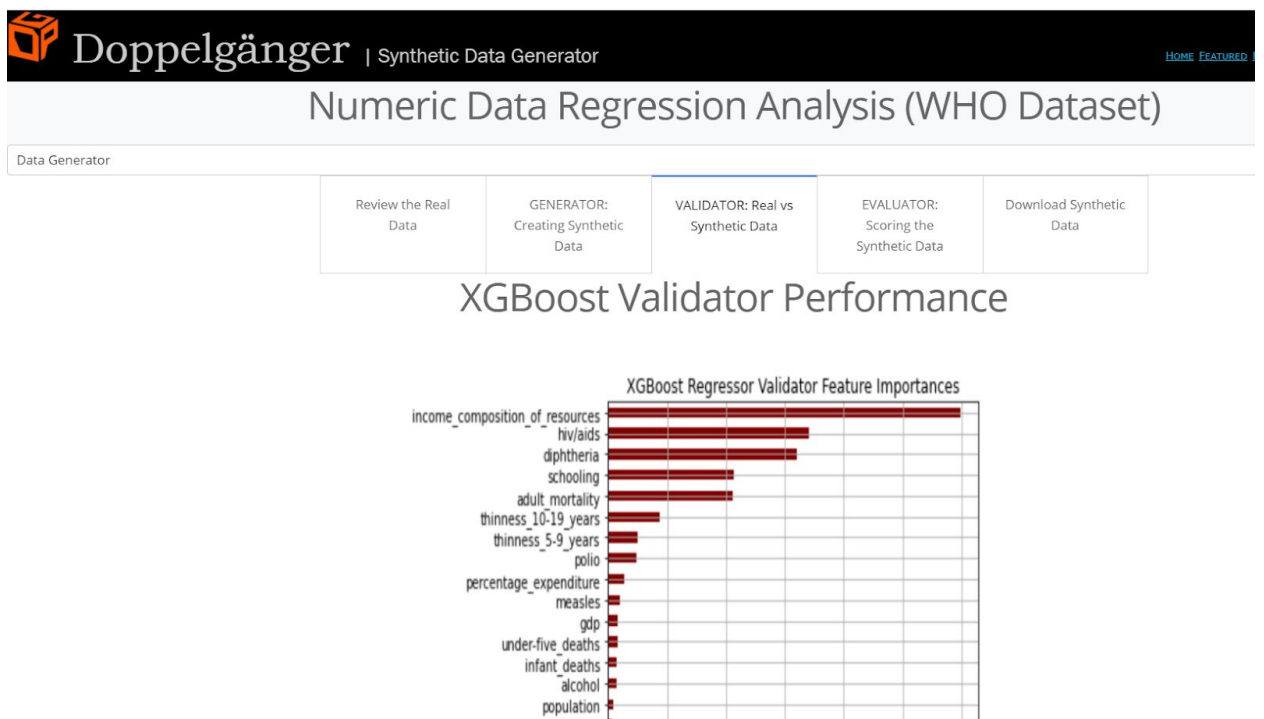 Doppelgänger | Synthetic Data Generator
HOME FEATURED
Numeric Data Regression Analysis (WHO Dataset)
Data Generator
Review the Real
Data
GENERATOR:
Creating Synthetic
Data
VALIDATOR: Real vs
Synthetic Data
EVALUATOR:
Scoring the
Synthetic Data
Download Synthetic
Data
XGBoost Validator Performance
XGBoost Regressor Validator Feature Importances
income_composition_of_resources
hiv/aids
diphtheria
schooling
adult_mortality
thinness_10-19_years
thinness_5-9_years
polio
percentage_expenditure
measles
gdp
under-five_deaths
infant_deaths
alcohol
population